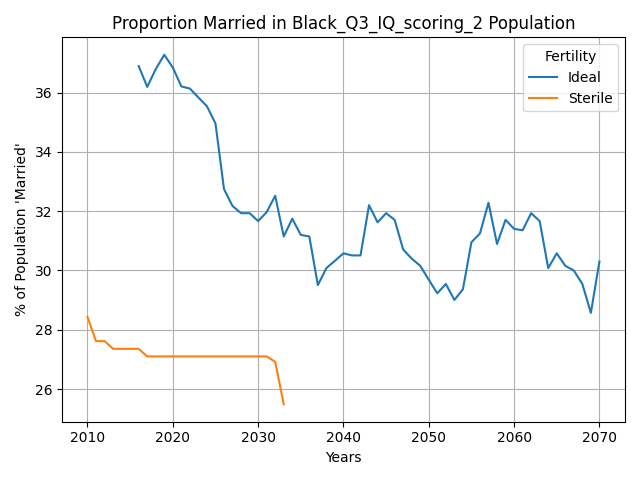 Proportion Married in Black_Q3_IQ_scoring_2 Population
Fertility
Ideal
Sterile
% of Population 'Married'
36
34
32
30
28
26
2010
2020
2030
2040
2050
2060
2070
Years